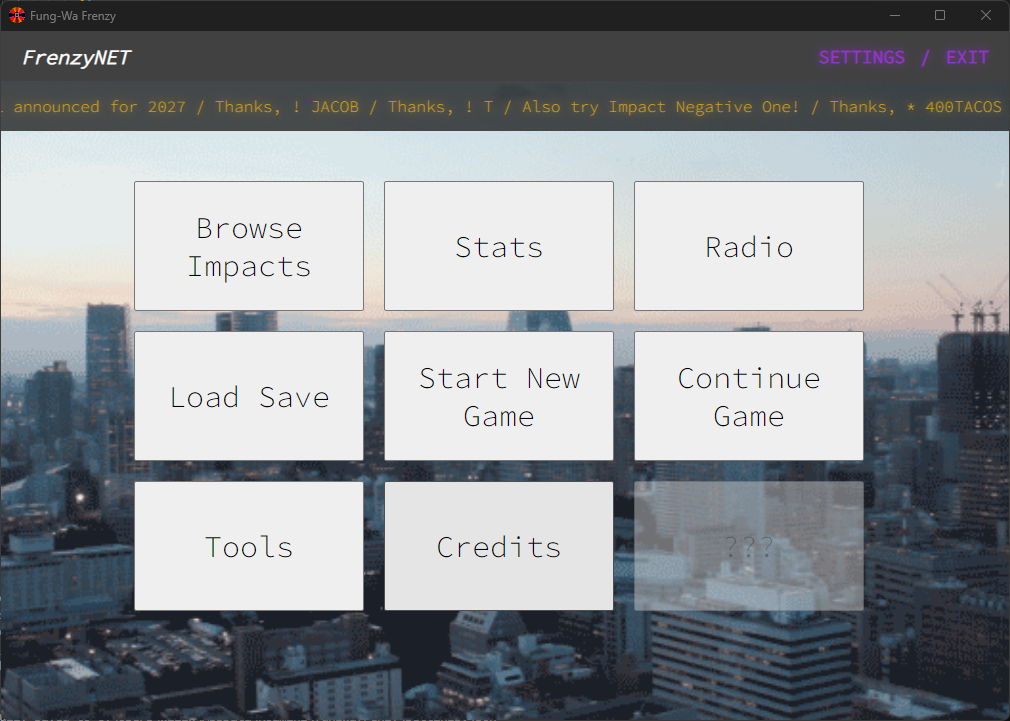 Fung-Wa Frenzy
FrenzyNET
SETTINGS / EXIT
announced for 2027 / Thanks, ! JACOB / Thanks, ! T / Also try Impact Negative One! / Thanks, * 400TACOS
Browse
Impacts
Stats
Radio
Load Save
Start New
Game
Continue
Game
Tools
Credits
???